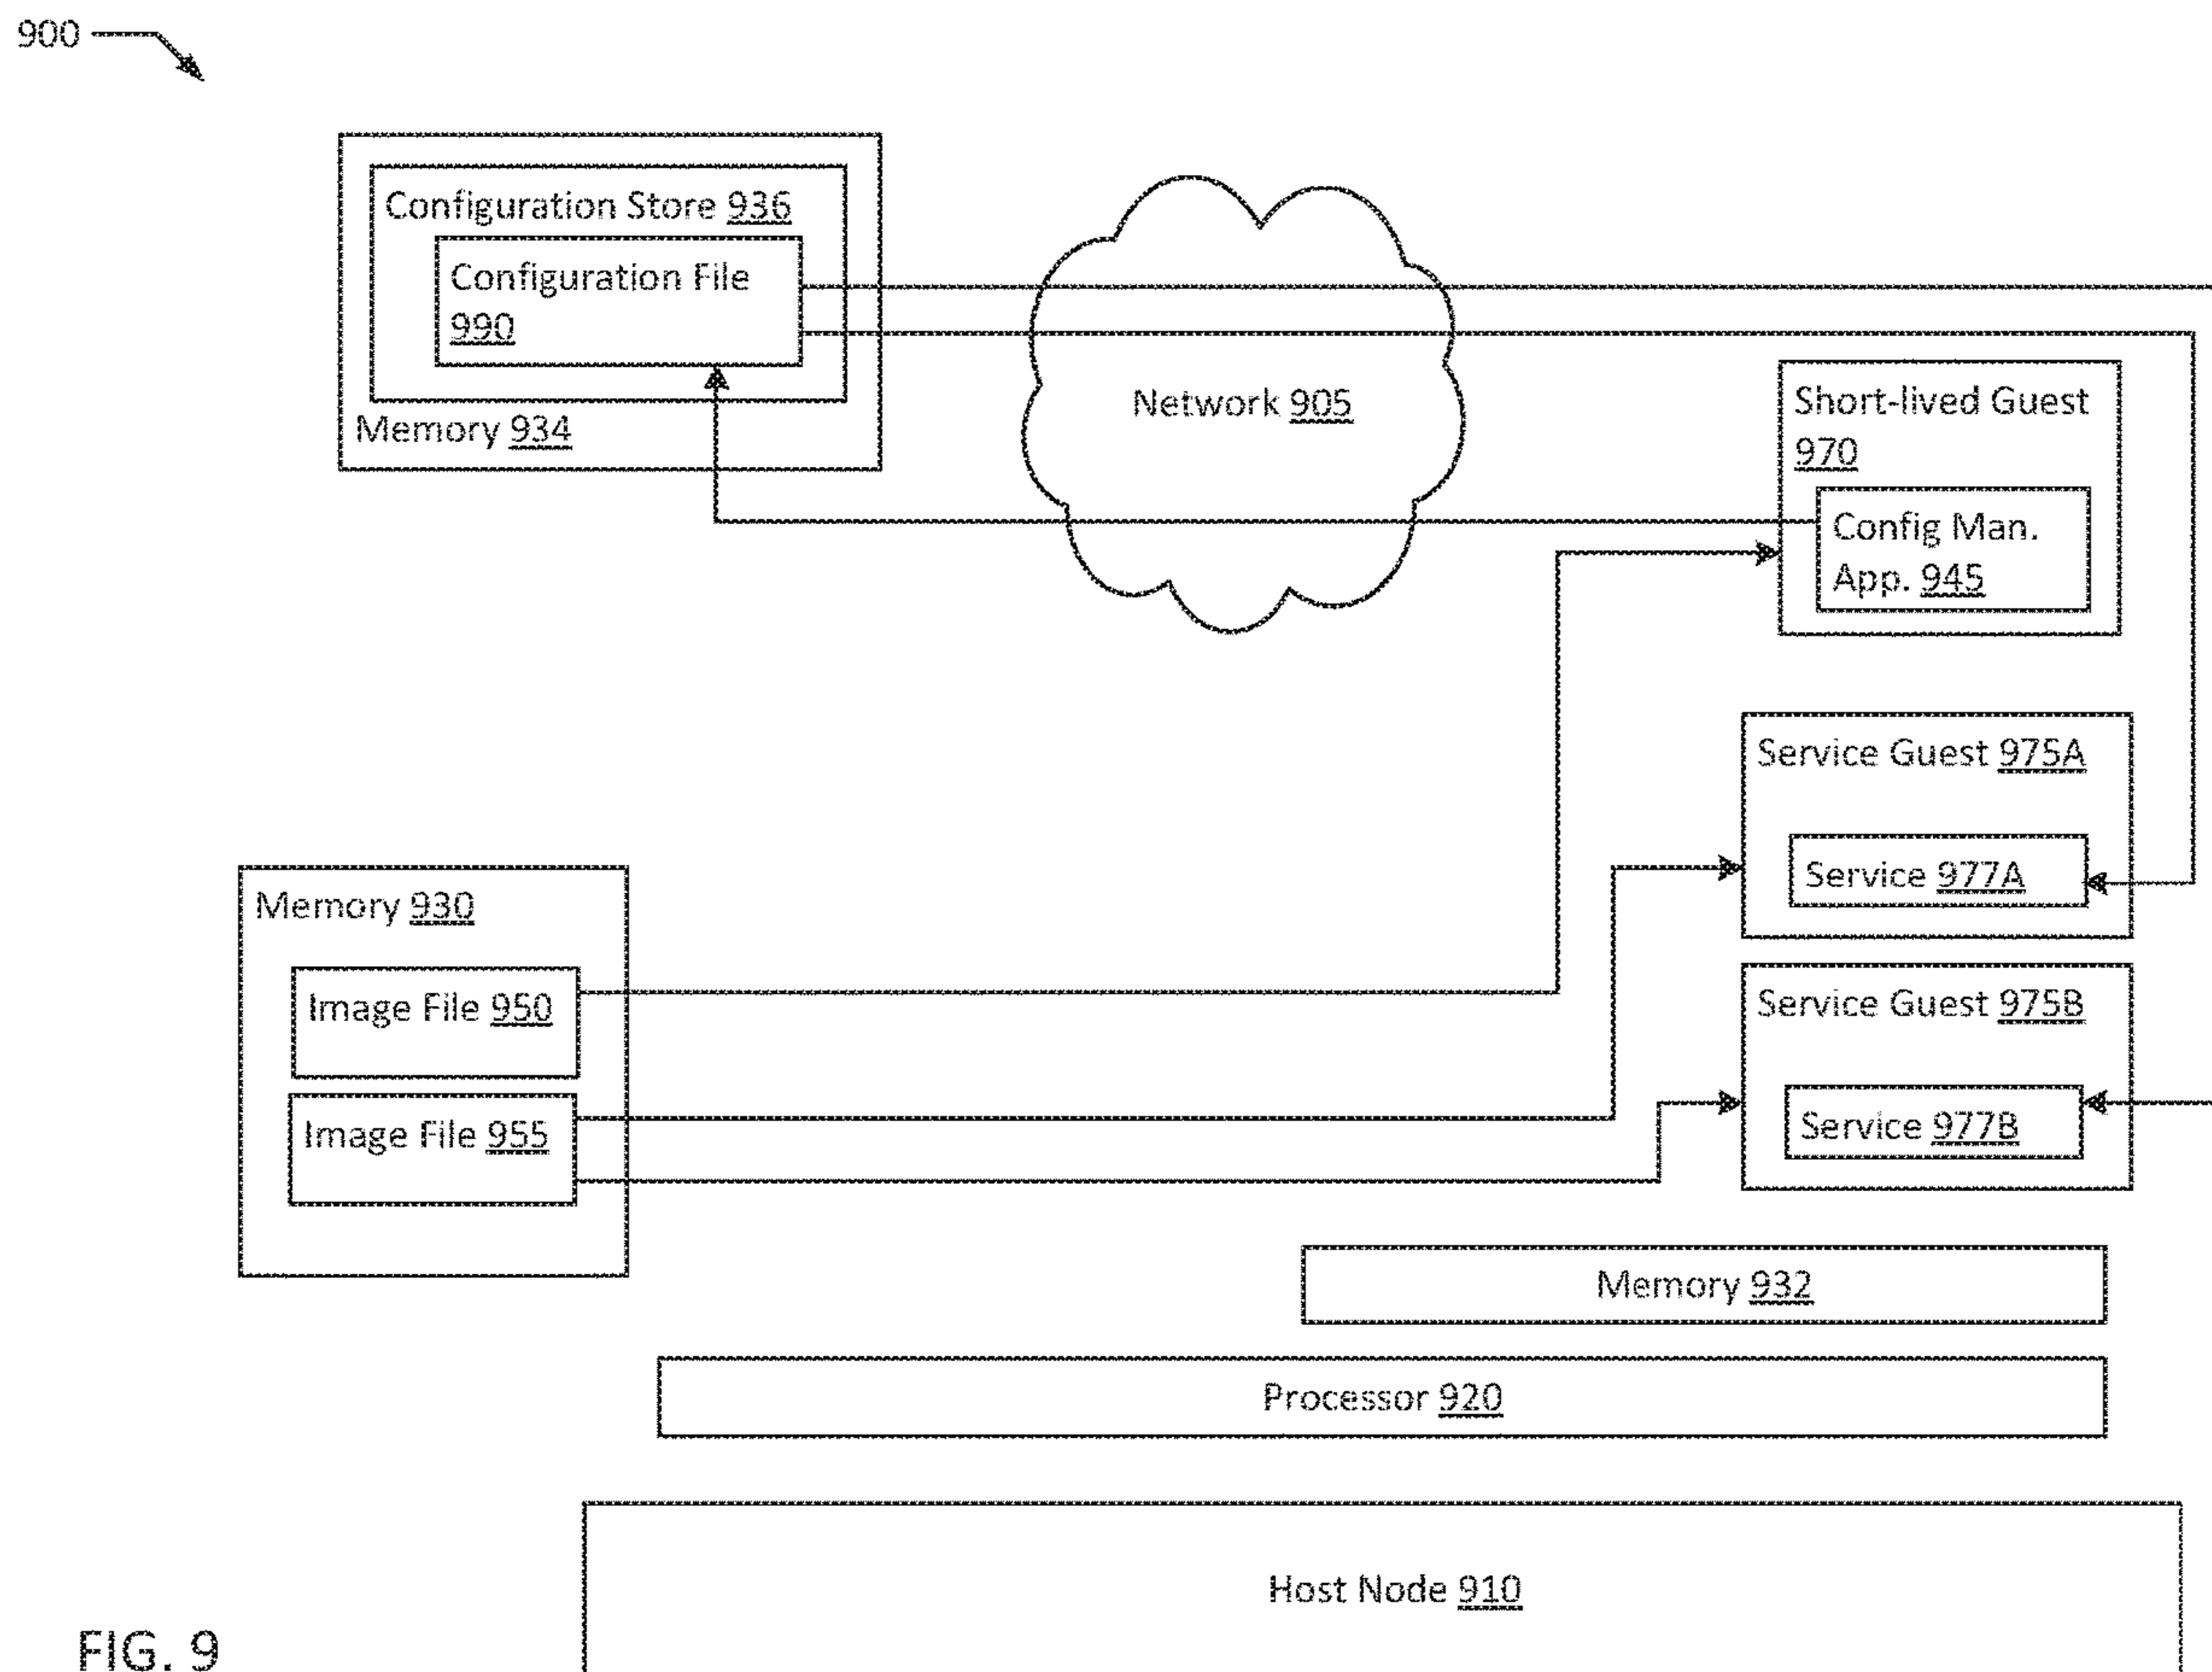 900
Configuration Store 936
Configuration File
990
Memory 934
Network 905
Short-lived Guest
970
Config Man.
App. 945
Service Guest 975A
Service 977A
Memory 930
Image File 950
Image File 955
Service Guest 975B
Service 977B
Memory 932
Processor 920
Host Node 910
FIG. 9